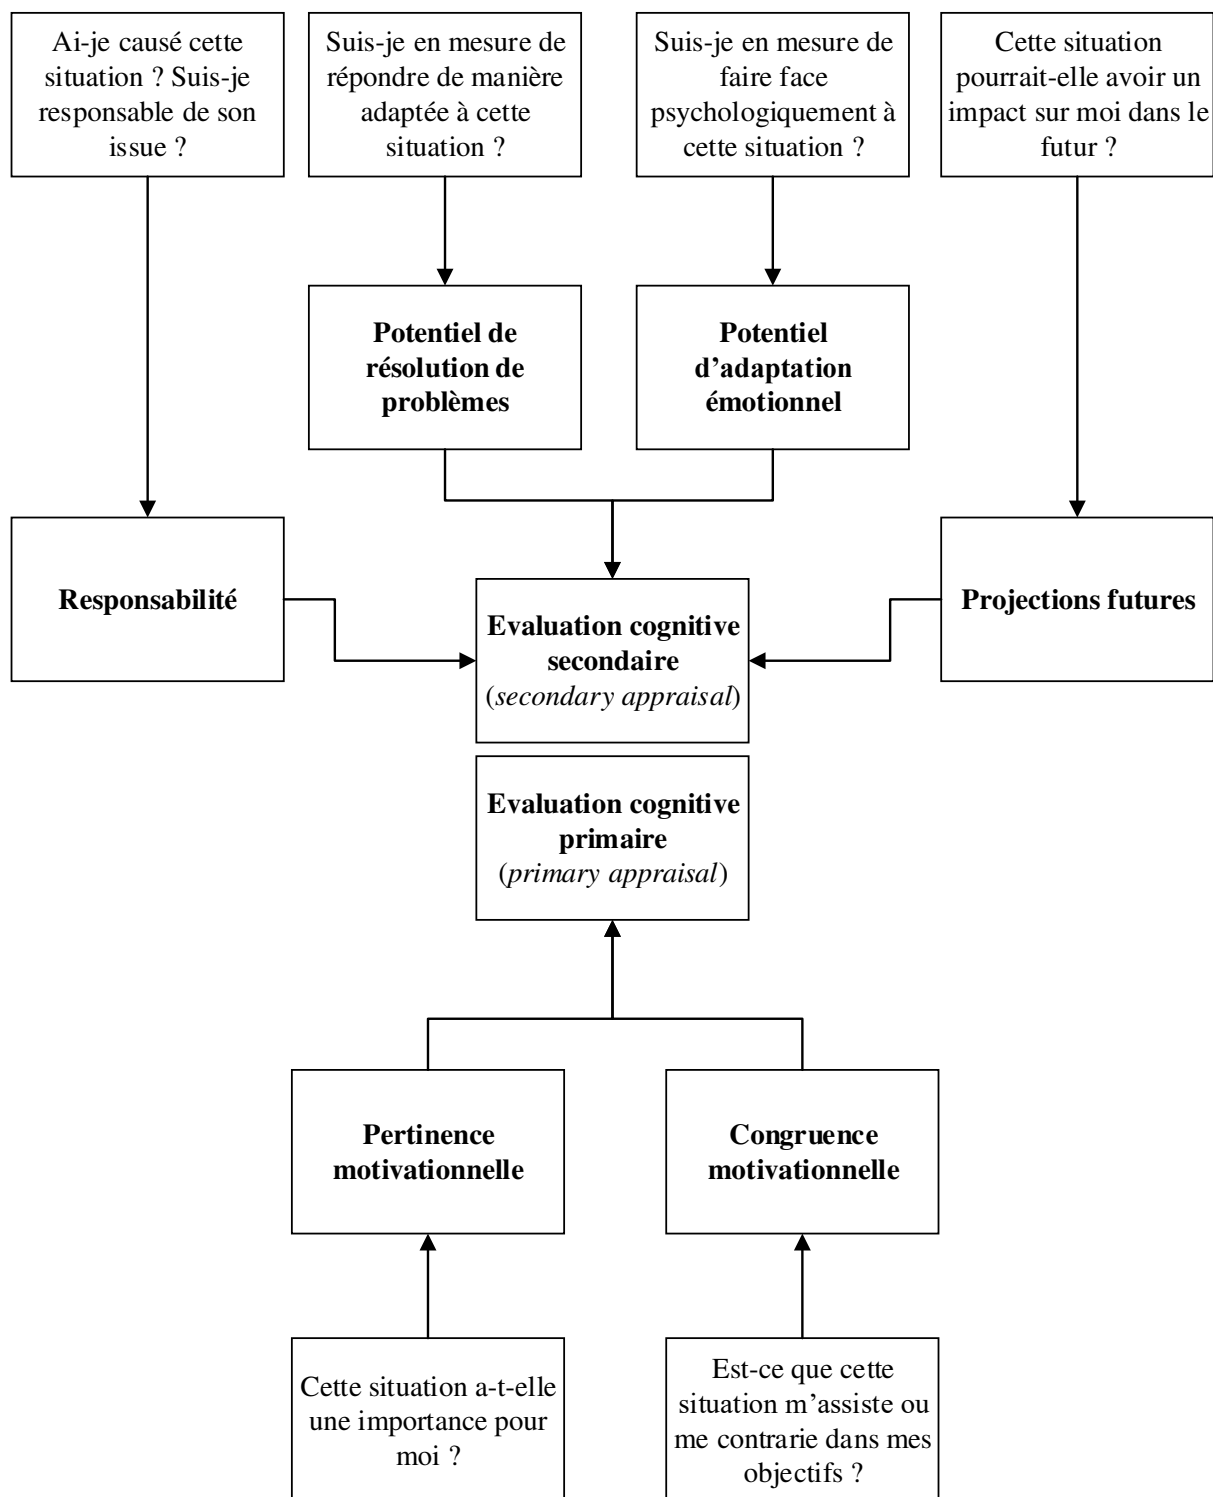 Ai-je causé cette
situation ? Suis-je
responsable de son
issue ?
Suis-je en mesure de
répondre de manière
adaptée à cette
situation ?
Suis-je en mesure de
faire face
psychologiquement à
cette situation ?
Cette situation
pourrait-elle avoir un
impact sur moi dans le
futur ?
Potentiel de
résolution de
problèmes
Potentiel
d’adaptation
émotionnel
Responsabilité
Evaluation cognitive
secondaire
(secondary appraisal)
Projections futures
Evaluation cognitive
primaire
(primary appraisal)
Pertinence
motivationnelle
Congruence
motivationnelle
Cette situation a-t-elle
une importance pour
moi ?
Est-ce que cette
situation m’assiste ou
me contrarie dans mes
objectifs ?